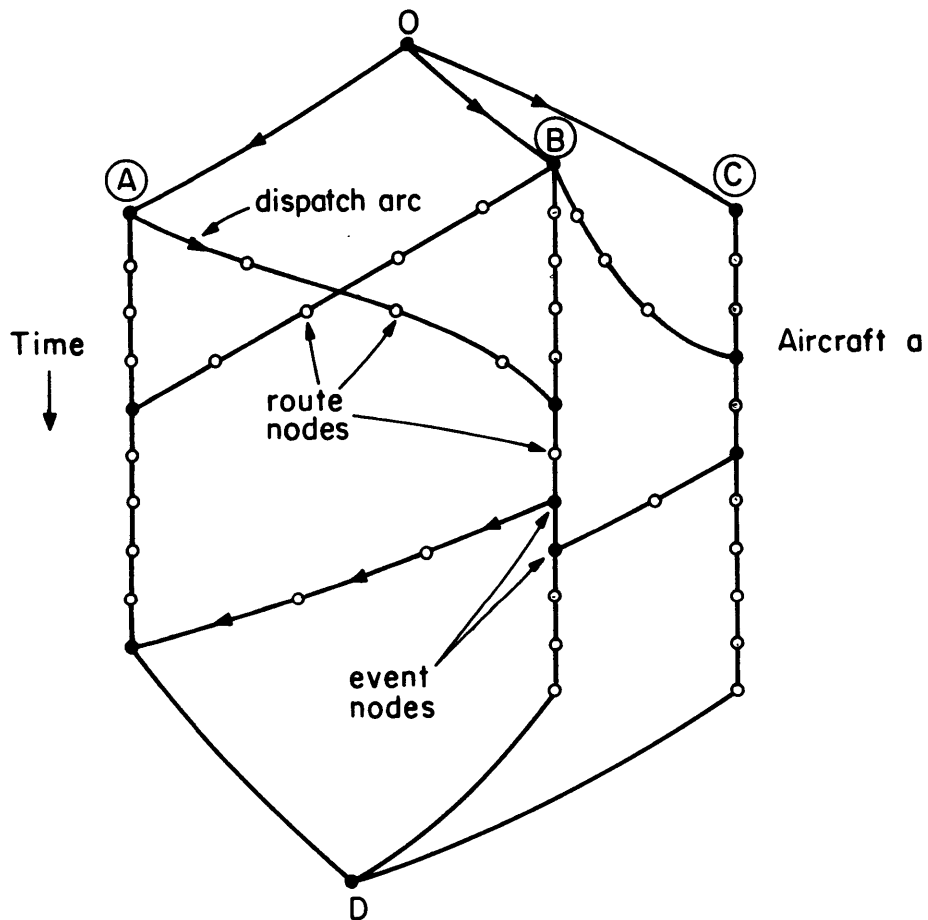 O
B
A
C
dispatch arc
Time
Aircraft a
route
nodes
event
nodes
D